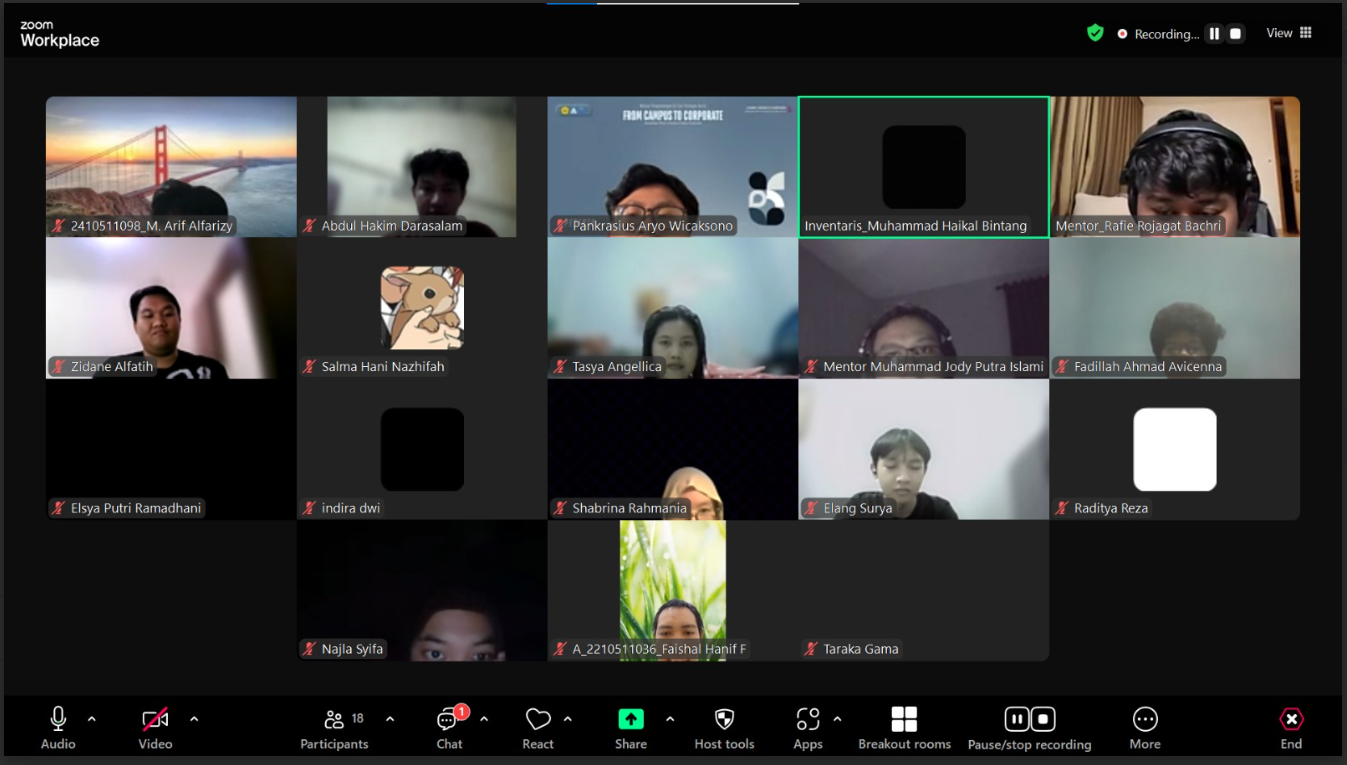 zoom
Workplace
Recording...
View
FROM CAMPUS TO CORPORATE
2410511098_M. Arif Alfarizy
Abdul Hakim Darasalam
Pankrasius Aryo Wicaksono
Inventaris_Muhammad Haikal Bintang
Mentor_Rafie Rojagat Bachri
Zidane Alfatih
Salma Hani Nazhifah
Tasya Angellica
Mentor Muhammad Jody Putra Islami
Fadillah Ahmad Avicenna
Elsya Putri Ramadhani
indira dwi
Shabrina Rahmania
Elang Surya
Raditya Reza
Najla Syifa
A_2210511036_Faishal Hanif F
Taraka Gama
18
1
Audio
Video
Participants
Chat
React
Share
Host tools
Apps
Breakout rooms
Pause/stop recording
More
End